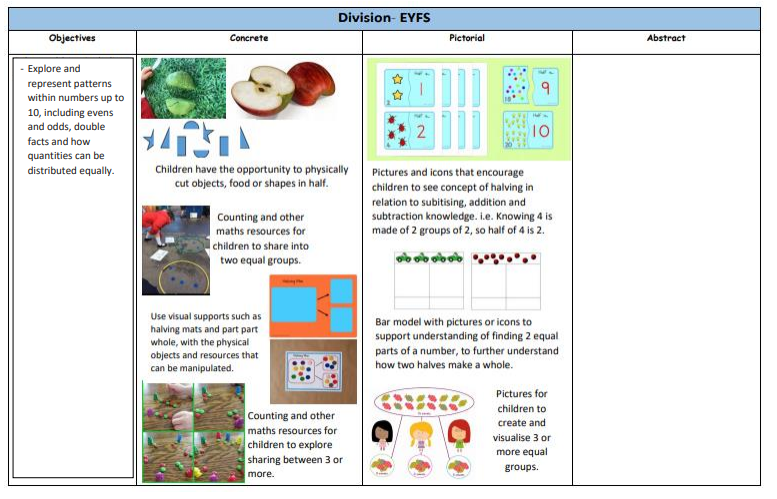 Division- EYFS
Objectives
Concrete
Pictorial
Abstract
- Explore and
represent patterns
within numbers up to
10, including evens
and odds, double
facts and how
quantities can be
distributed equally.
Children have the opportunity to physically
cut objects, food or shapes in half.
Counting and other
maths resources for
children to share into
two equal groups.
Use visual supports such as
halving mats and part part
whole, with the physical
objects and resources that
can be manipulated.
Halving Mat
Counting and other
maths resources for
children to explore
sharing between 3 or
more.
1
2
9
10
20
Pictures and icons that encourage
children to see concept of halving in
relation to subitising, addition and
subtraction knowledge. i.e. Knowing 4 is
made of 2 groups of 2, so half of 4 is 2.
Bar model with pictures or icons to
support understanding of finding 2 equal
parts of a number, to further understand
how two halves make a whole.
Pictures for
children to
create and
visualise 3 or
more equal
groups.